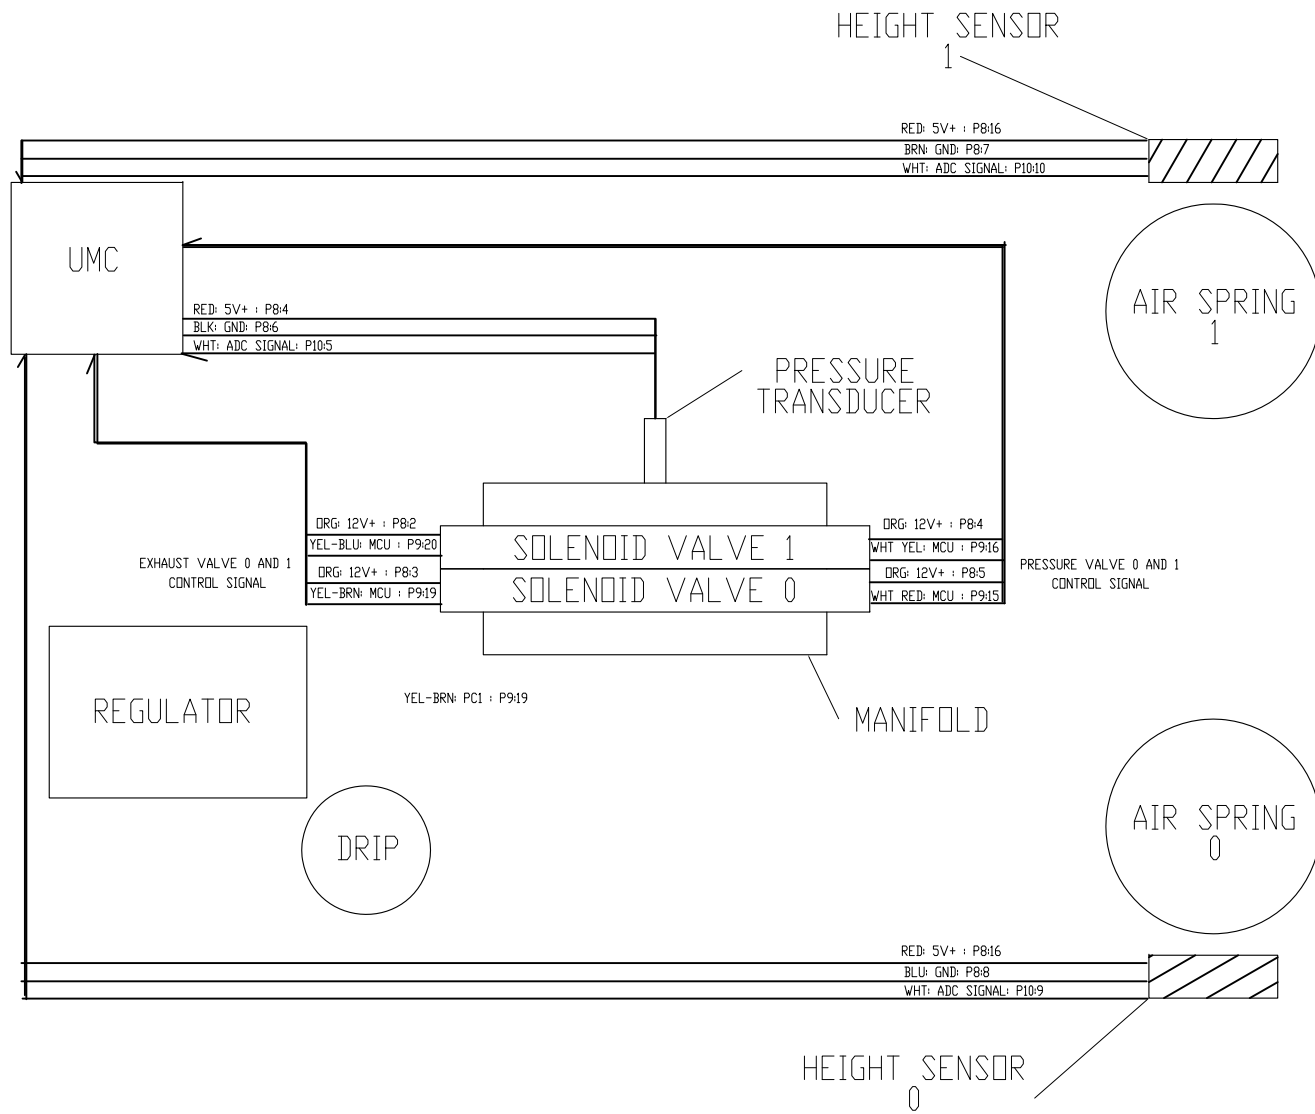 HEIGHT SENSOR
1
RED: 5V+ : P8:16
BRN: GND: P8:7
WHT: ADC SIGNAL: P10:10
UMC
AIR SPRING
1
RED: 5V+ : P8:4
BLK: GND: P8:6
WHT: ADC SIGNAL: P10:5
PRESSURE
TRANSDUCER
ORG: 12V+ : P8:2
YEL-BLU: MCU : P9:20
ORG: 12V+ : P8:3
YEL-BRN: MCU : P9:19
EXHAUST VALVE 0 AND 1
CONTROL SIGNAL
SOLENOID VALVE 1
SOLENOID VALVE 0
ORG: 12V+ : P8:4
WHT YEL: MCU : P9:16
ORG: 12V+ : P8:5
WHT RED: MCU : P9:15
PRESSURE VALVE 0 AND 1
CONTROL SIGNAL
REGULATOR
YEL-BRN: PC1 : P9:19
MANIFOLD
DRIP
AIR SPRING
0
RED: 5V+ : P8:16
BLU: GND: P8:8
WHT: ADC SIGNAL: P10:9
HEIGHT SENSOR
0